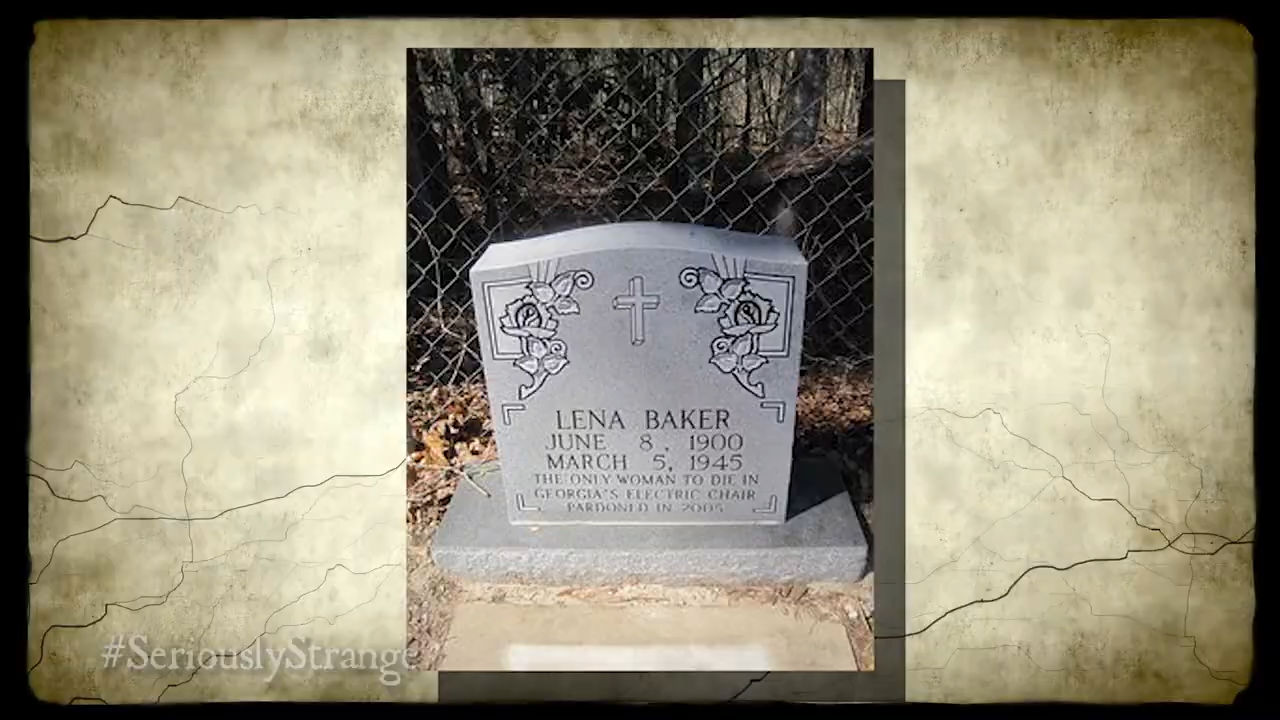 LENA BAKER
JUNE 8, 1900
MARCH 5, 1945
THE ONLY WOMAN TO DIE IN
GEORGIA'S ELECTRIC CHAIR
PARDONED IN 2005
#SeriouslyStrange